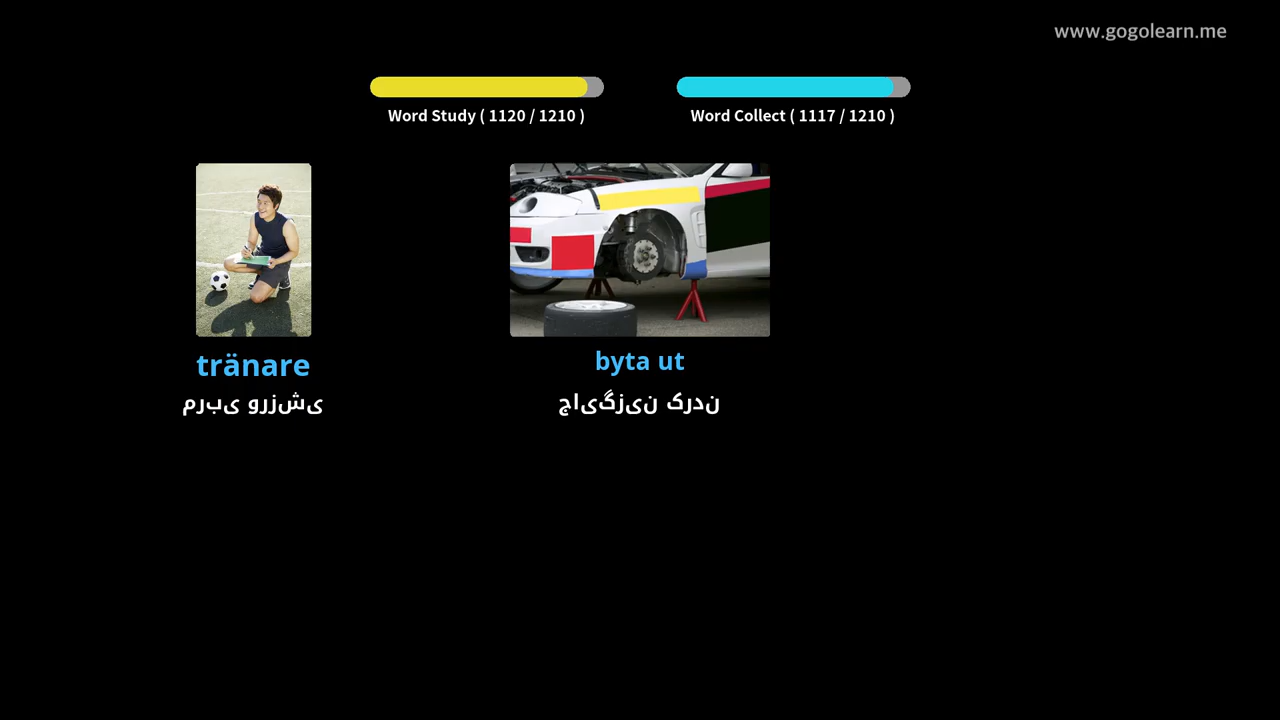 www.gogolearn.me
Word Study ( 1120 / 1210 )
Word Collect ( 1117 / 1210 )
tränare
مربی ورزشی
byta ut
جایگزین کردن